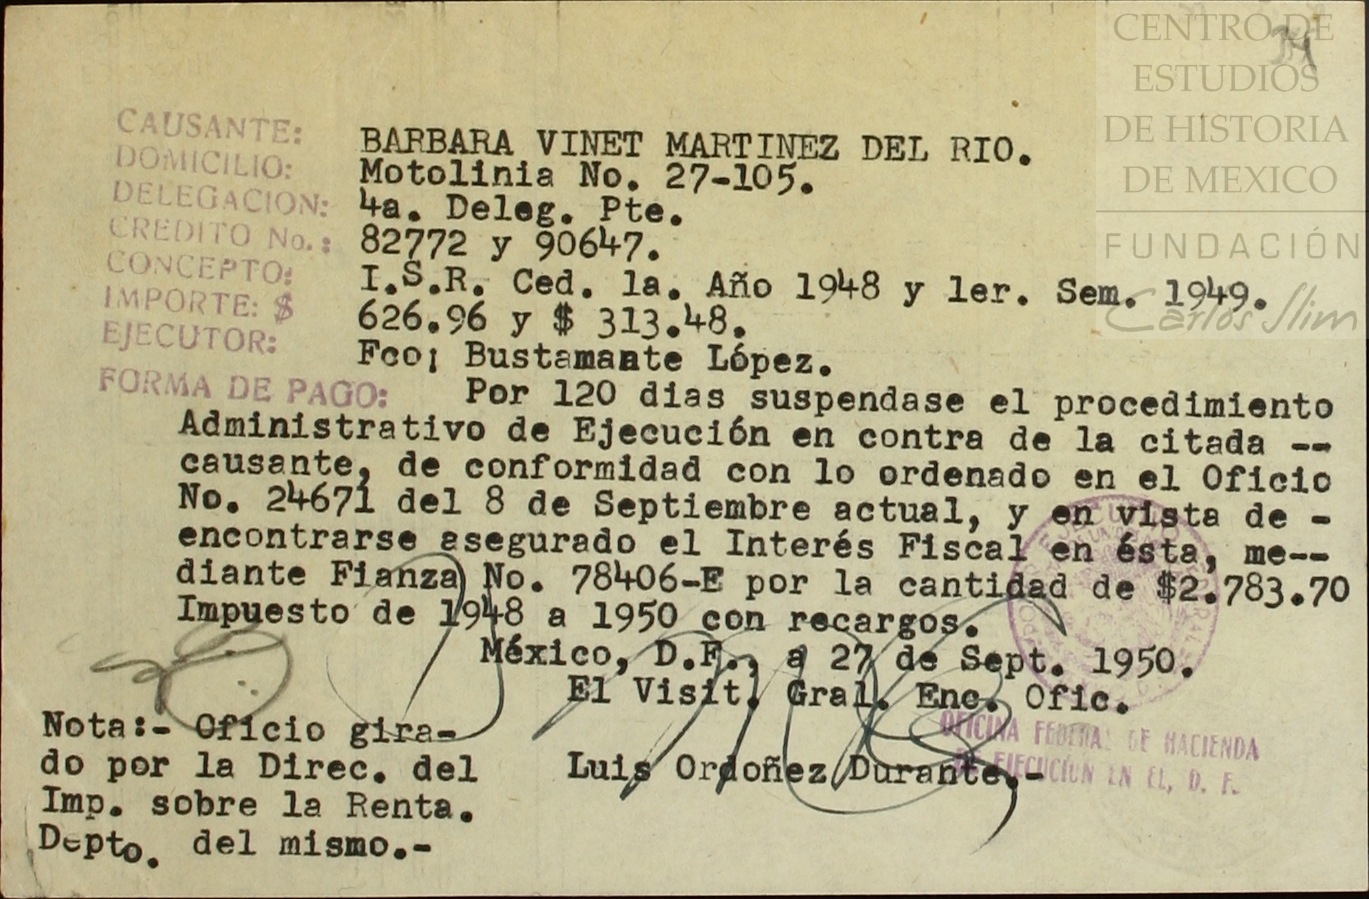 CENTRO DE
ESTUDIOS
DE HISTORIA
DE MEXICO
FUNDACIÓN
Carlos Slim
CAUSANTE: BARBARA VINET MARTINEZ DEL RIO.
DOMICILIO: Motolinia No. 27-105.
DELEGACION: 4a. Deleg. Pte.
CREDITO No.: 82772 y 90647.
CONCEPTO: I.S.R. Ced. 1a. Año 1948 y 1er. Sem. 1949.
IMPORTE: $ 626.96 y $ 313.48.
EJECUTOR: Fco¡ Bustamante López.
FORMA DE PAGO: Por 120 dias suspendase el procedimiento
Administrativo de Ejecución en contra de la citada --
causante, de conformidad con lo ordenado en el Oficio
No. 24671 del 8 de Septiembre actual, y en vista de -
encontrarse asegurado el Interés Fiscal en ésta, me--
diante Fianza No. 78406-E por la cantidad de $2.783.70
Impuesto de 1948 a 1950 con recargos.
México, D.F., a 27 de Sept. 1950.
El Visit. Gral. Enc. Ofic.
Luis Ordoñez Durante.-
OFICINA FEDERAL DE HACIENDA
DE EJECUCION EN EL, D. F.
Nota:- Oficio gira-
do por la Direc. del
Imp. sobre la Renta.
Depto. del mismo.-